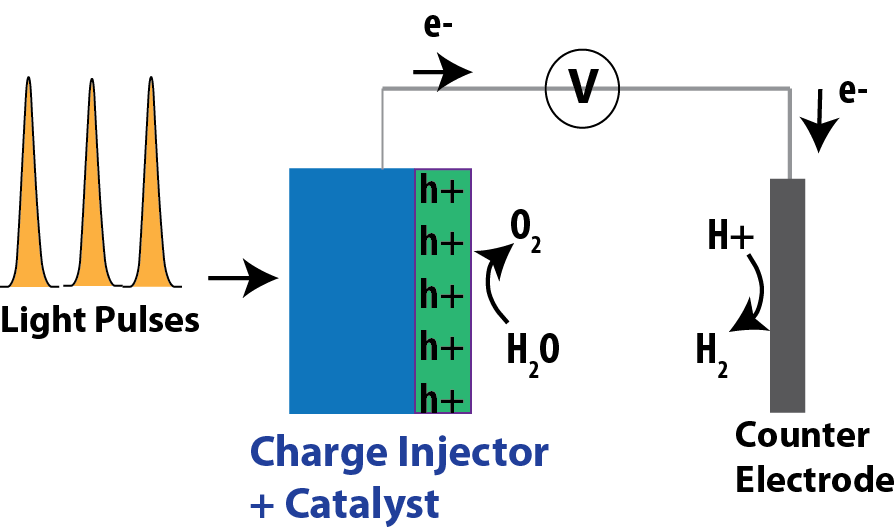 e-
V
e-
h+
h+
h+
h+
h+
O₂
H₂O
H+
H₂
Light Pulses
Charge Injector
+ Catalyst
Counter
Electrode